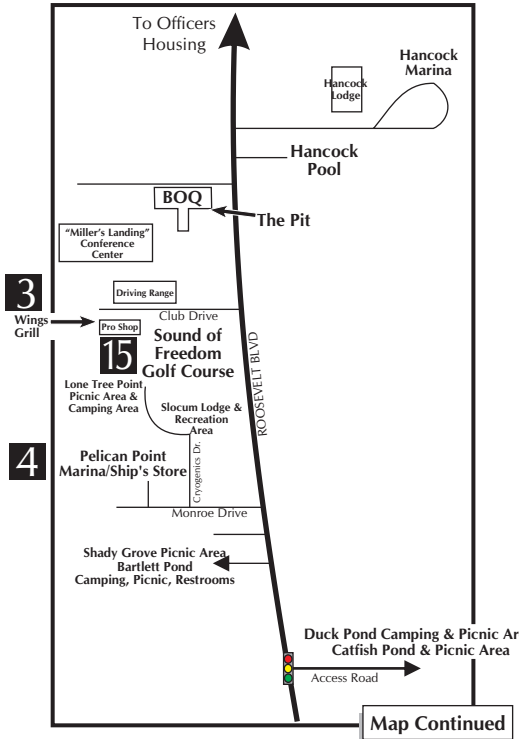 To Officers
Housing
Hancock
Marina
Hancock
Lodge
Hancock
Pool
BOQ
The Pit
"Miller's Landing"
Conference
Center
Driving Range
3
Wings
Grill
Club Drive
Pro Shop
15
Sound of
Freedom
Golf Course
ROOSEVELT BLVD
Lone Tree Point
Picnic Area &
Camping Area
Slocum Lodge &
Recreation
Area
4
Pelican Point
Marina/Ship's Store
Cryogenics Dr.
Monroe Drive
Shady Grove Picnic Area
Bartlett Pond
Camping, Picnic, Restrooms
Duck Pond Camping & Picnic Ar
Catfish Pond & Picnic Area
Access Road
Map Continued